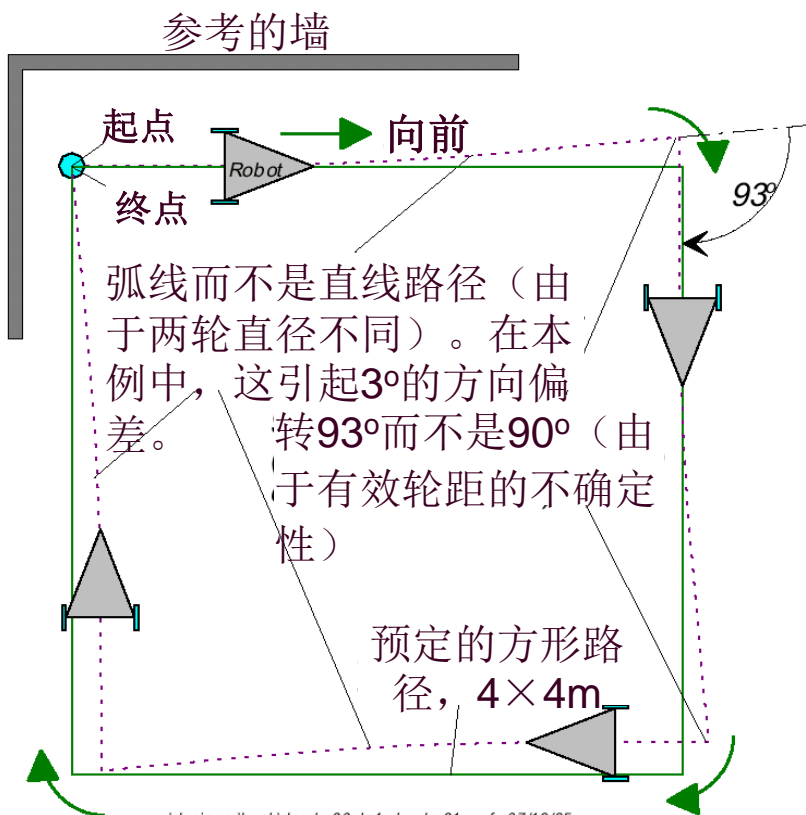 参考的墙
起点
向前
Robot
终点
93º
弧线而不是直线路径（由
于两轮直径不同）。在本
例中，这引起3º的方向偏
差。
转93º而不是90º（由
于有效轮距的不确定
性）
预定的方形路
径，4×4m